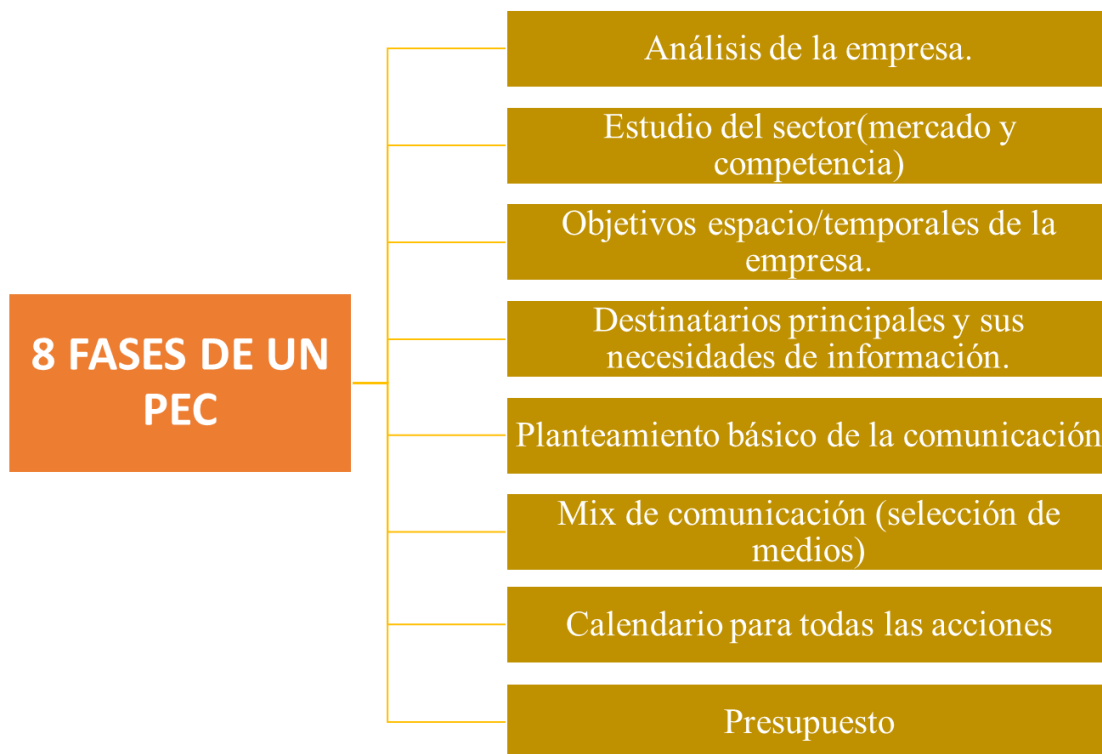 8 FASES DE UN
PEC
Análisis de la empresa.
Estudio del sector(mercado y
competencia)
Objetivos espacio/temporales de la
empresa.
Destinatarios principales y sus
necesidades de información.
Planteamiento básico de la comunicación
Mix de comunicación (selección de
medios)
Calendario para todas las acciones
Presupuesto